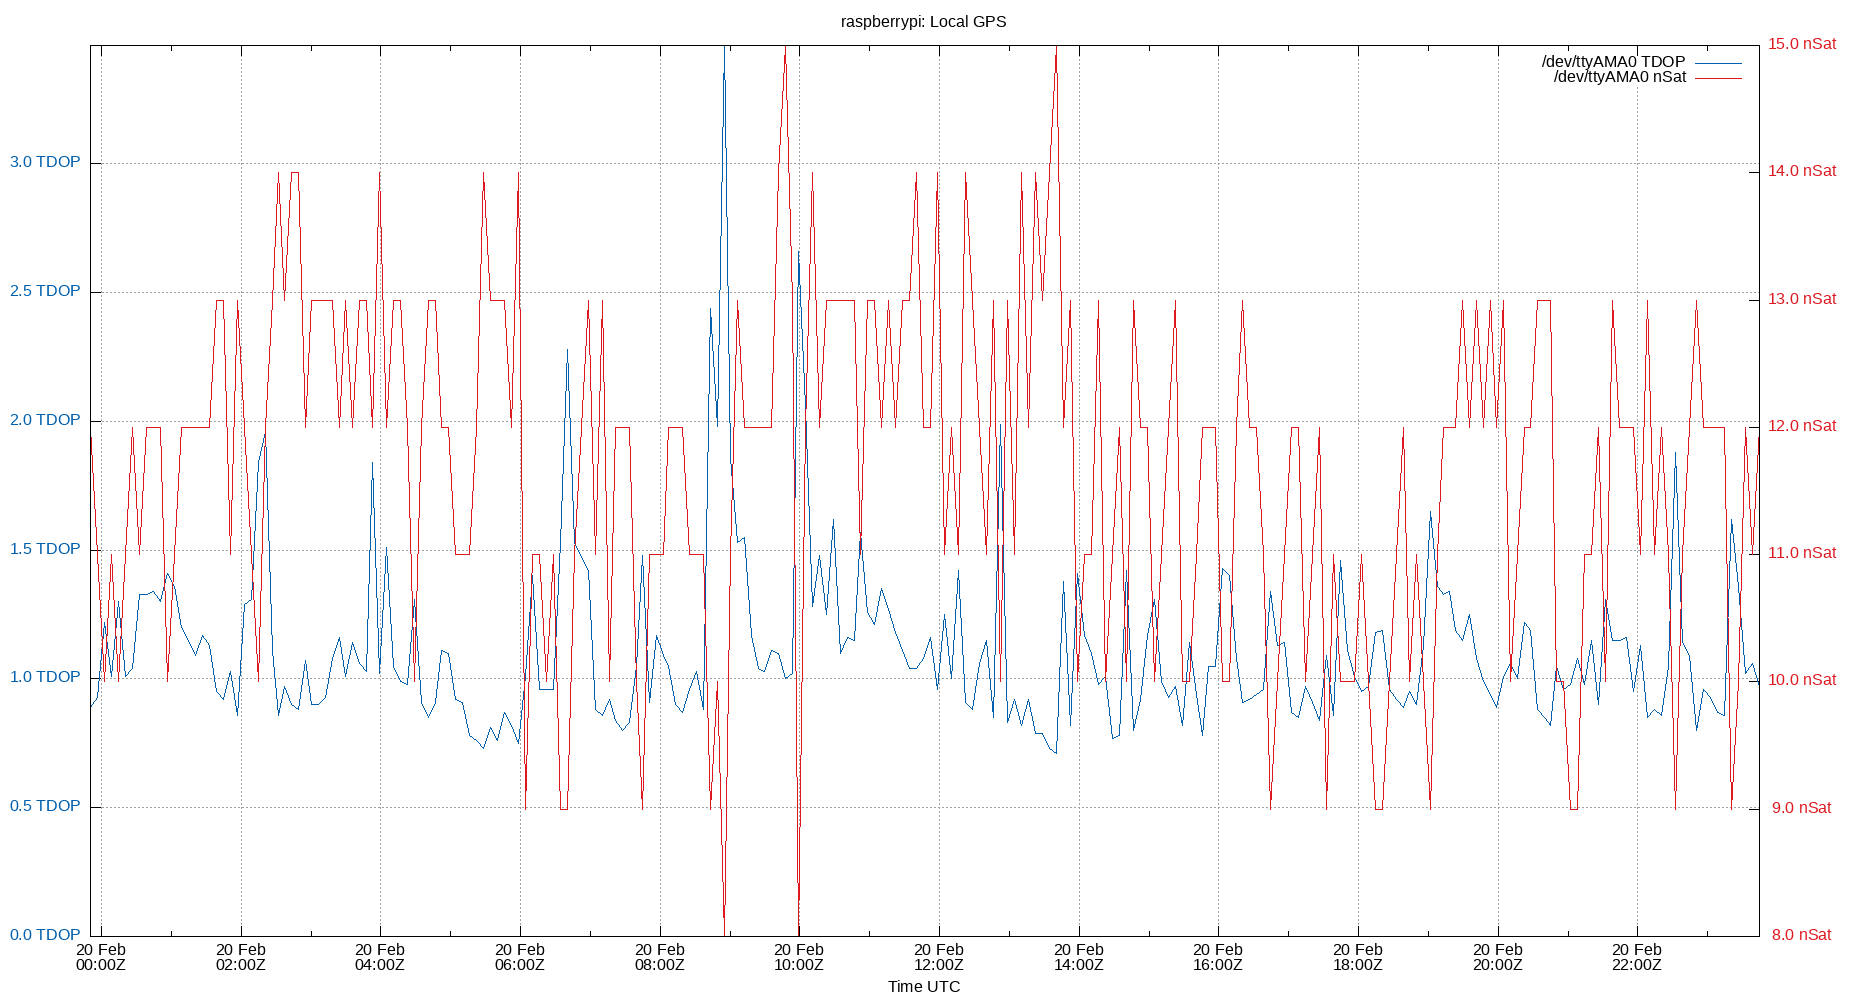 raspberrypi: Local GPS
/dev/ttyAMA0 TDOP
/dev/ttyAMA0 nSat
3.0 TDOP
2.5 TDOP
2.0 TDOP
1.5 TDOP
1.0 TDOP
0.5 TDOP
0.0 TDOP
15.0 nSat
14.0 nSat
13.0 nSat
12.0 nSat
11.0 nSat
10.0 nSat
9.0 nSat
8.0 nSat
20 Feb 20 Feb 20 Feb 20 Feb 20 Feb 20 Feb 20 Feb 20 Feb 20 Feb 20 Feb 20 Feb 20 Feb
00:00Z 02:00Z 04:00Z 06:00Z 08:00Z 10:00Z 12:00Z 14:00Z 16:00Z 18:00Z 20:00Z 22:00Z
Time UTC